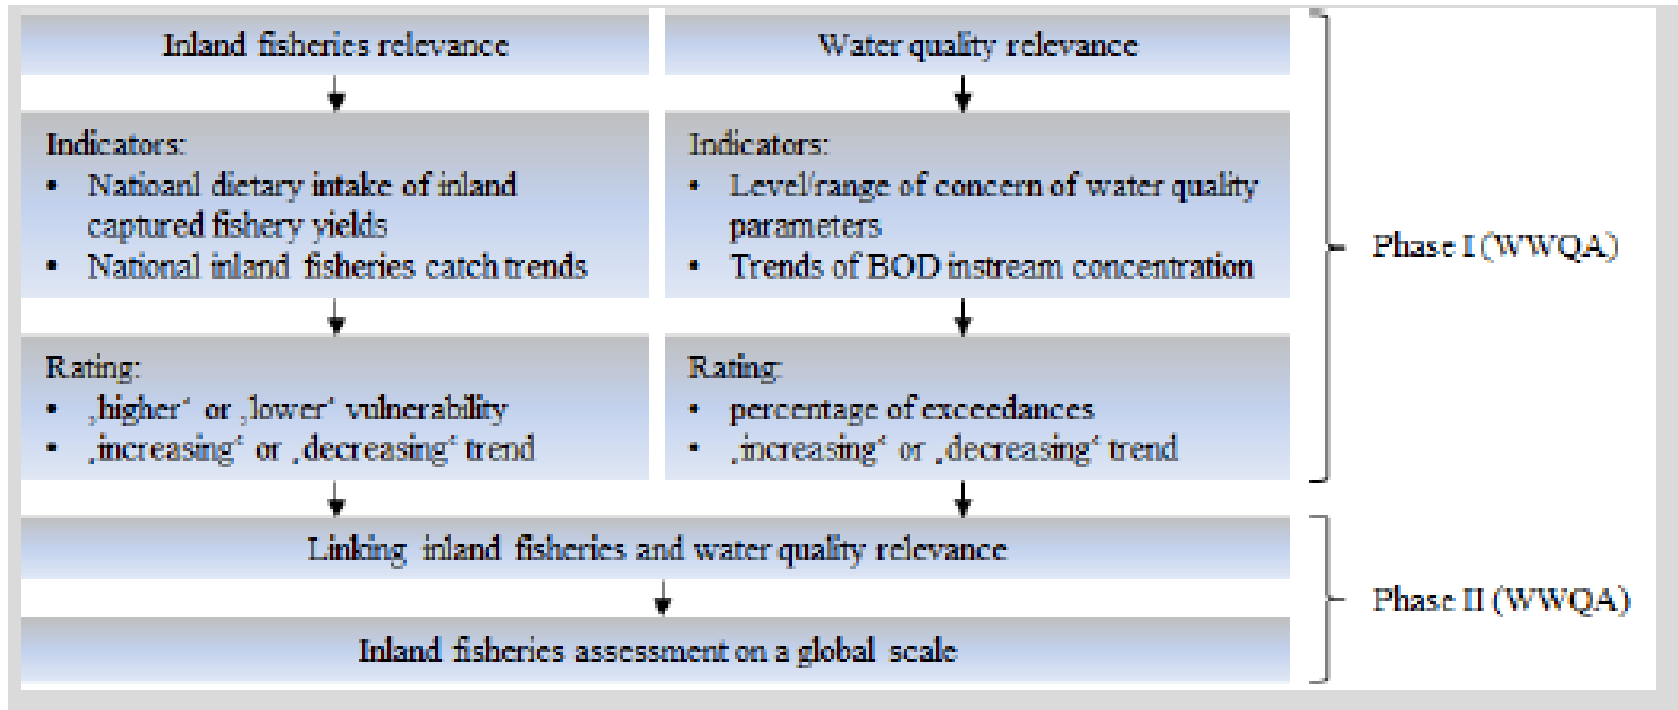 Inland fisheries relevance
Indicators:
• Natioanl dietary intake of inland
captured fishery yields
• National inland fisheries catch trends
Rating:
• ‚higher‘ or ‚lower‘ vulnerability
• ‚increasing‘ or ‚decreasing‘ trend
Water quality relevance
Indicators:
• Level/range of concern of water quality
parameters
• Trends of BOD instream concentration
Rating:
• percentage of exceedances
• ‚increasing‘ or ‚decreasing‘ trend
Phase I (WWQA)
Linking inland fisheries and water quality relevance
Inland fisheries assessment on a global scale
Phase II (WWQA)